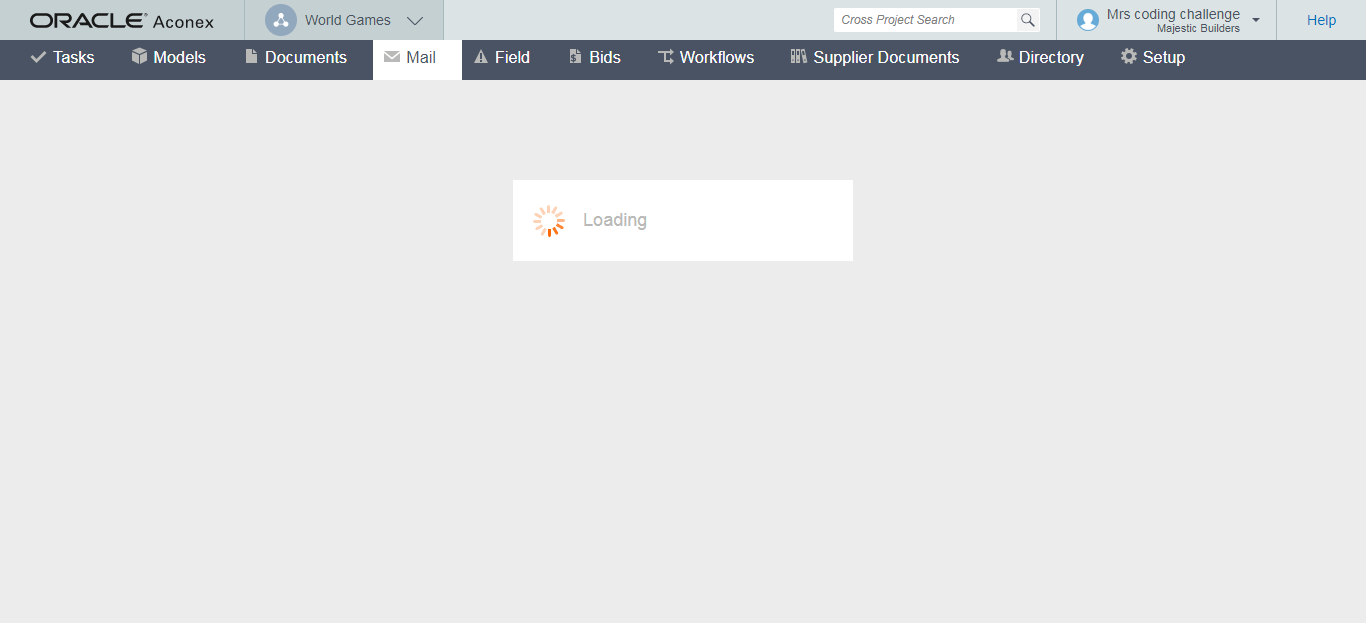 ORACLE® Aconex
World Games
Cross Project Search
Mrs coding challenge
Majestic Builders
Help
Tasks
Models
Documents
Mail
Field
Bids
Workflows
Supplier Documents
Directory
Setup
Loading